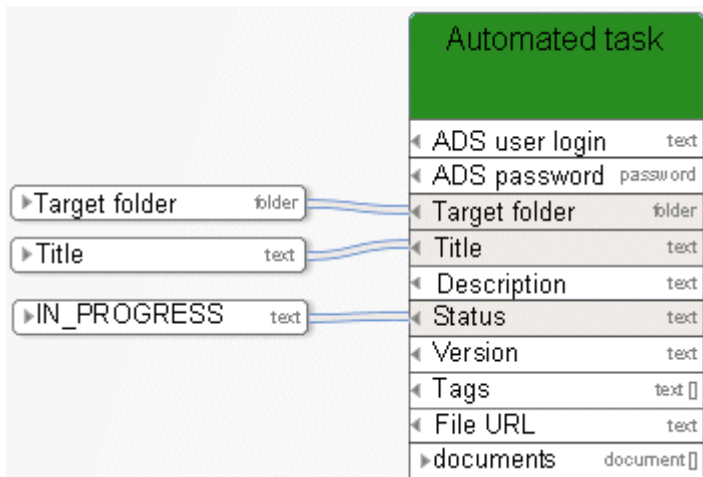 Automated task
ADS user login text
ADS password password
Target folder folder
Target folder folder
Title text
Title text
Description text
IN_PROGRESS text
Status text
Version text
Tags text []
File URL text
documents document[]